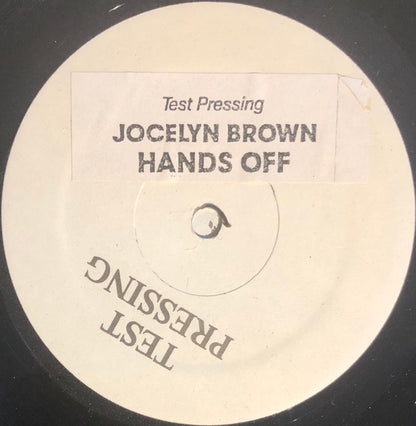 Test Pressing
JOCELYN BROWN
HANDS OFF
TEST
PRESSING